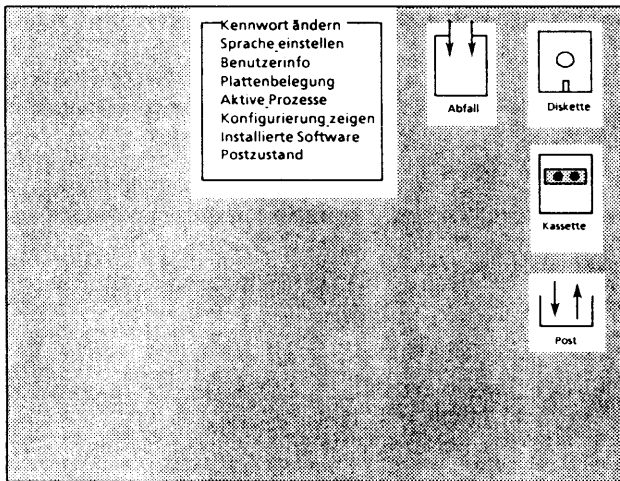 Kennwort ändern
Sprache einstellen
Benutzerinfo
Plattenbelegung
Aktive Prozesse
Konfigurierung zeigen
Installierte Software
Postzustand
Abfall
Diskette
Kassette
Post